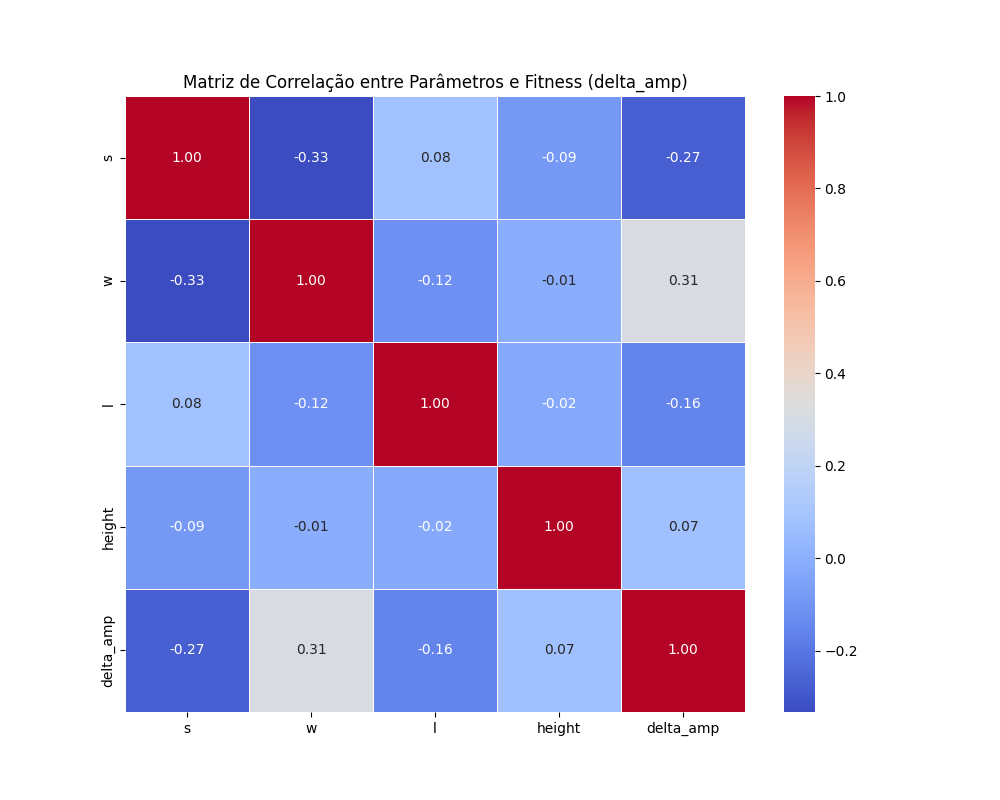 Matriz de Correlação entre Parâmetros e Fitness (delta_amp)
s 1.00 -0.33 0.08 -0.09 -0.27
w -0.33 1.00 -0.12 -0.01 0.31
l 0.08 -0.12 1.00 -0.02 -0.16
height -0.09 -0.01 -0.02 1.00 0.07
delta_amp -0.27 0.31 -0.16 0.07 1.00
s w l height delta_amp
1.0
0.8
0.6
0.4
0.2
0.0
−0.2